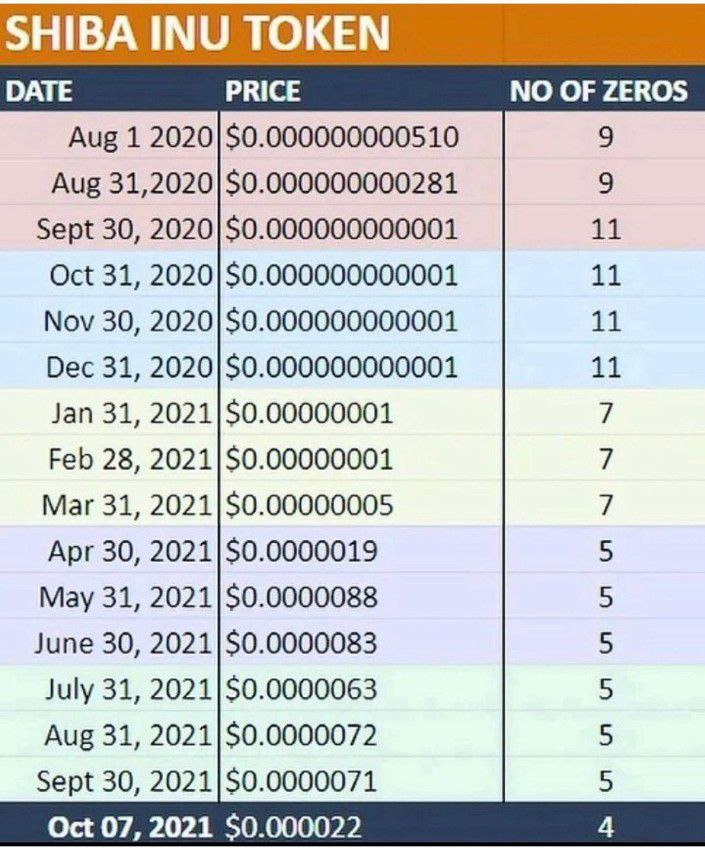 SHIBA INU TOKEN
DATE PRICE NO OF ZEROS
Aug 1 2020 $0.000000000510 9
Aug 31,2020 $0.000000000281 9
Sept 30, 2020 $0.000000000001 11
Oct 31, 2020 $0.000000000001 11
Nov 30, 2020 $0.000000000001 11
Dec 31, 2020 $0.000000000001 11
Jan 31, 2021 $0.00000001 7
Feb 28, 2021 $0.00000001 7
Mar 31, 2021 $0.00000005 7
Apr 30, 2021 $0.0000019 5
May 31, 2021 $0.0000088 5
June 30, 2021 $0.0000083 5
July 31, 2021 $0.0000063 5
Aug 31, 2021 $0.0000072 5
Sept 30, 2021 $0.0000071 5
Oct 07, 2021 $0.000022 4